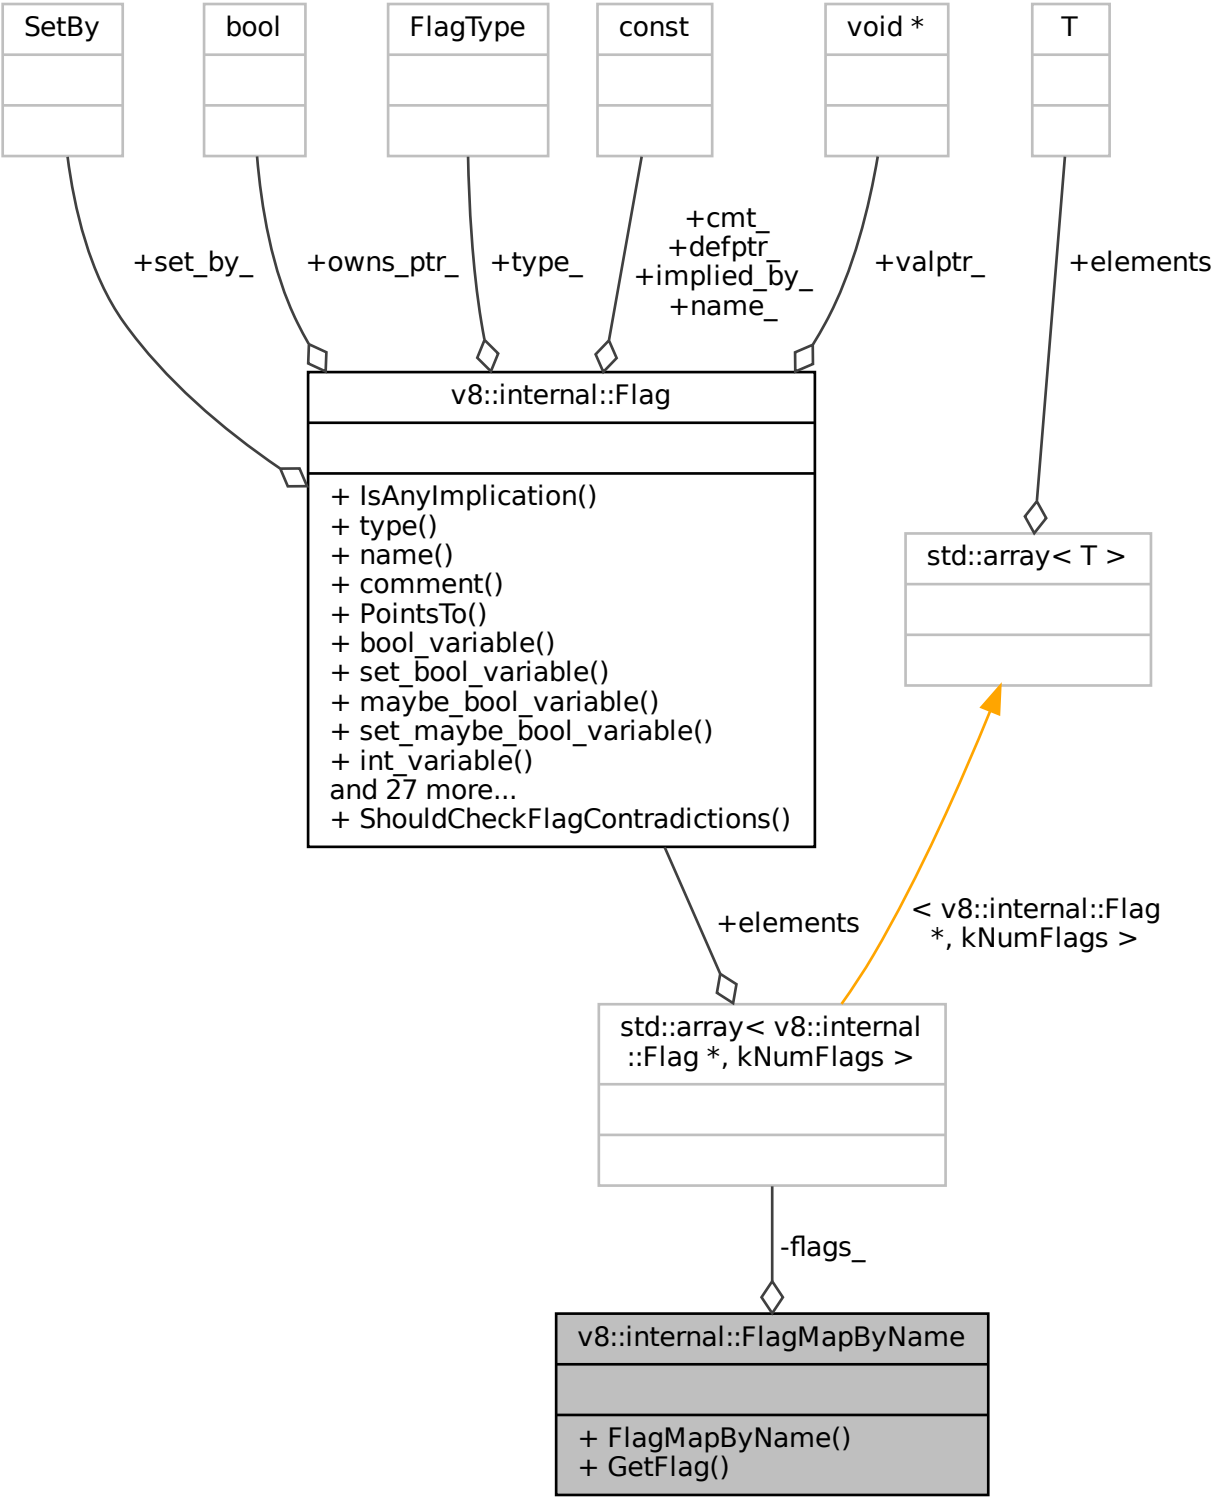 SetBy
bool
FlagType
const
void *
T
+set_by_
+owns_ptr_
+type_
+cmt_
+defptr_
+implied_by_
+name_
+valptr_
+elements
v8::internal::Flag
+ IsAnyImplication()
+ type()
+ name()
+ comment()
+ PointsTo()
+ bool_variable()
+ set_bool_variable()
+ maybe_bool_variable()
+ set_maybe_bool_variable()
+ int_variable()
and 27 more...
+ ShouldCheckFlagContradictions()
std::array< T >
+elements
< v8::internal::Flag
*, kNumFlags >
std::array< v8::internal
::Flag *, kNumFlags >
-flags_
v8::internal::FlagMapByName
+ FlagMapByName()
+ GetFlag()